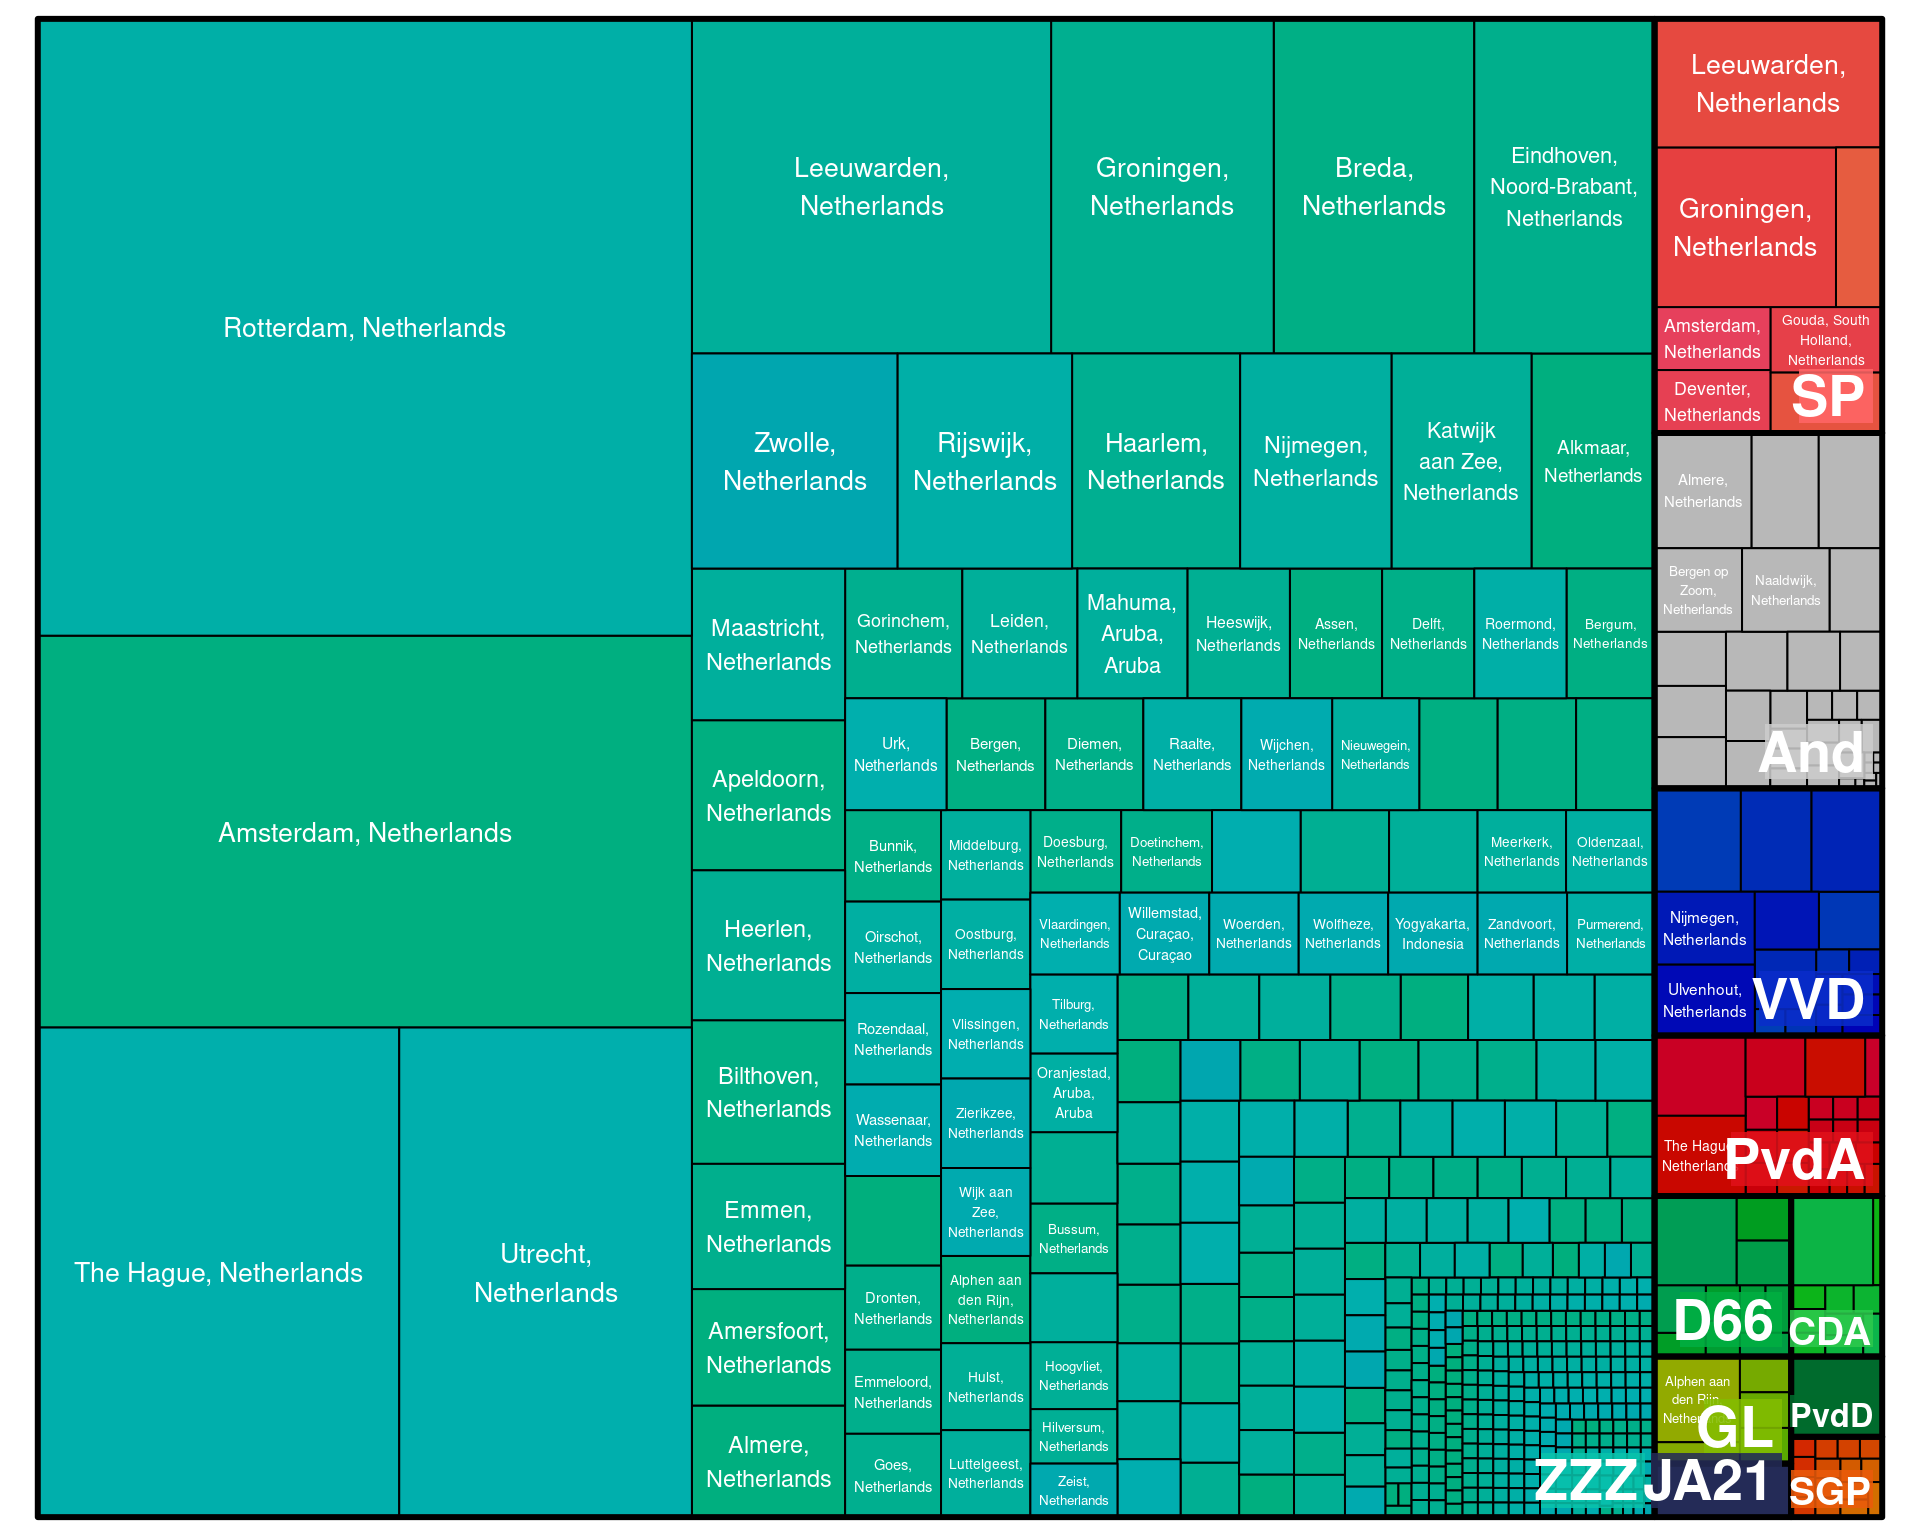 Rotterdam, Netherlands
Amsterdam, Netherlands
The Hague, Netherlands
Utrecht,
Netherlands
Leeuwarden,
Netherlands
Groningen,
Netherlands
Breda,
Netherlands
Eindhoven,
Noord-Brabant,
Netherlands
Zwolle,
Netherlands
Rijswijk,
Netherlands
Haarlem,
Netherlands
Nijmegen,
Netherlands
Katwijk
aan Zee,
Netherlands
Alkmaar,
Netherlands
Maastricht,
Netherlands
Apeldoorn,
Netherlands
Heerlen,
Netherlands
Bilthoven,
Netherlands
Emmen,
Netherlands
Amersfoort,
Netherlands
Almere,
Netherlands
Gorinchem,
Netherlands
Leiden,
Netherlands
Mahuma,
Aruba,
Aruba
Heeswijk,
Netherlands
Assen,
Netherlands
Delft,
Netherlands
Roermond,
Netherlands
Bergum,
Netherlands
Urk,
Netherlands
Bergen,
Netherlands
Diemen,
Netherlands
Raalte,
Netherlands
Wijchen,
Netherlands
Nieuwegein,
Netherlands
Bunnik,
Netherlands
Oirschot,
Netherlands
Rozendaal,
Netherlands
Wassenaar,
Netherlands
Dronten,
Netherlands
Emmeloord,
Netherlands
Goes,
Netherlands
Middelburg,
Netherlands
Oostburg,
Netherlands
Vlissingen,
Netherlands
Zierikzee,
Netherlands
Wijk aan
Zee,
Netherlands
Alphen aan
den Rijn,
Netherlands
Hulst,
Netherlands
Luttelgeest,
Netherlands
Doesburg,
Netherlands
Doetinchem,
Netherlands
Meerkerk,
Netherlands
Oldenzaal,
Netherlands
Vlaardingen,
Netherlands
Willemstad,
Curaçao,
Curaçao
Woerden,
Netherlands
Wolfheze,
Netherlands
Yogyakarta,
Indonesia
Zandvoort,
Netherlands
Purmerend,
Netherlands
Tilburg,
Netherlands
Oranjestad,
Aruba,
Aruba
Bussum,
Netherlands
Hoogvliet,
Netherlands
Hilversum,
Netherlands
Zeist,
Netherlands
ZZZ
Leeuwarden,
Netherlands
Groningen,
Netherlands
Amsterdam,
Netherlands
Gouda, South
Holland,
Netherlands
Deventer,
Netherlands
SP
Almere,
Netherlands
Bergen op
Zoom,
Netherlands
Naaldwijk,
Netherlands
And
Nijmegen,
Netherlands
Ulvenhout,
Netherlands
VVD
The Hague
Netherlands
PvdA
D66
CDA
Alphen aan
den Rijn
GL
PvdD
JA21
SGP